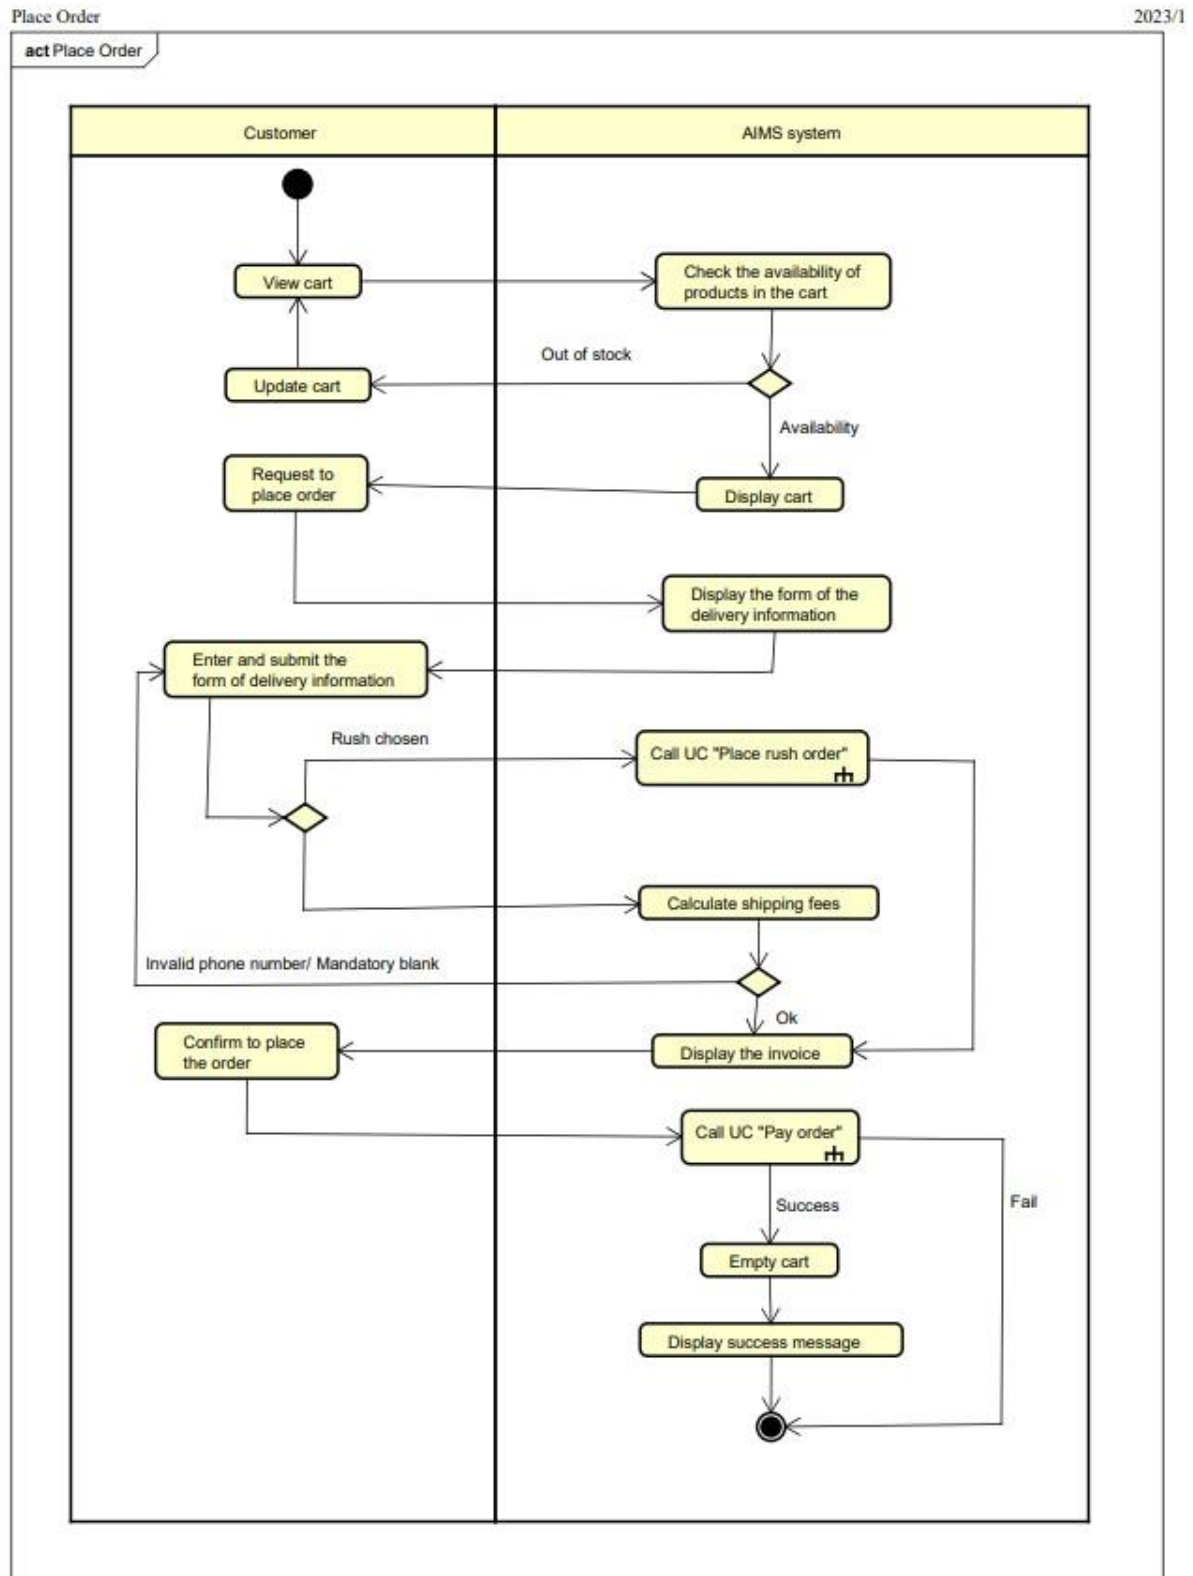 Place Order
2023/1
act Place Order
Customer
AIMS system
View cart
Check the availability of
products in the cart
Out of stock
Update cart
Availability
Request to
place order
Display cart
Display the form of the
delivery information
Enter and submit the
form of delivery information
Rush chosen
Call UC "Place rush order"
Calculate shipping fees
Invalid phone number/ Mandatory blank
Ok
Confirm to place
the order
Display the invoice
Call UC "Pay order"
Success
Fail
Empty cart
Display success message